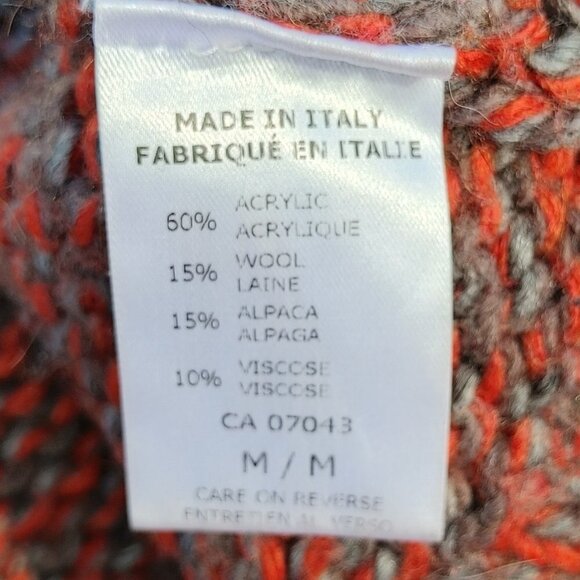 MADE IN ITALY
FABRIQUÉ EN ITALIE
60% ACRYLIC
ACRYLIQUE
15% WOOL
LAINE
15% ALPACA
ALPAGA
10% VISCOSE
VISCOSE
CA 07043
M / M
CARE ON REVERSE
ENTRETIEN AL VERSO